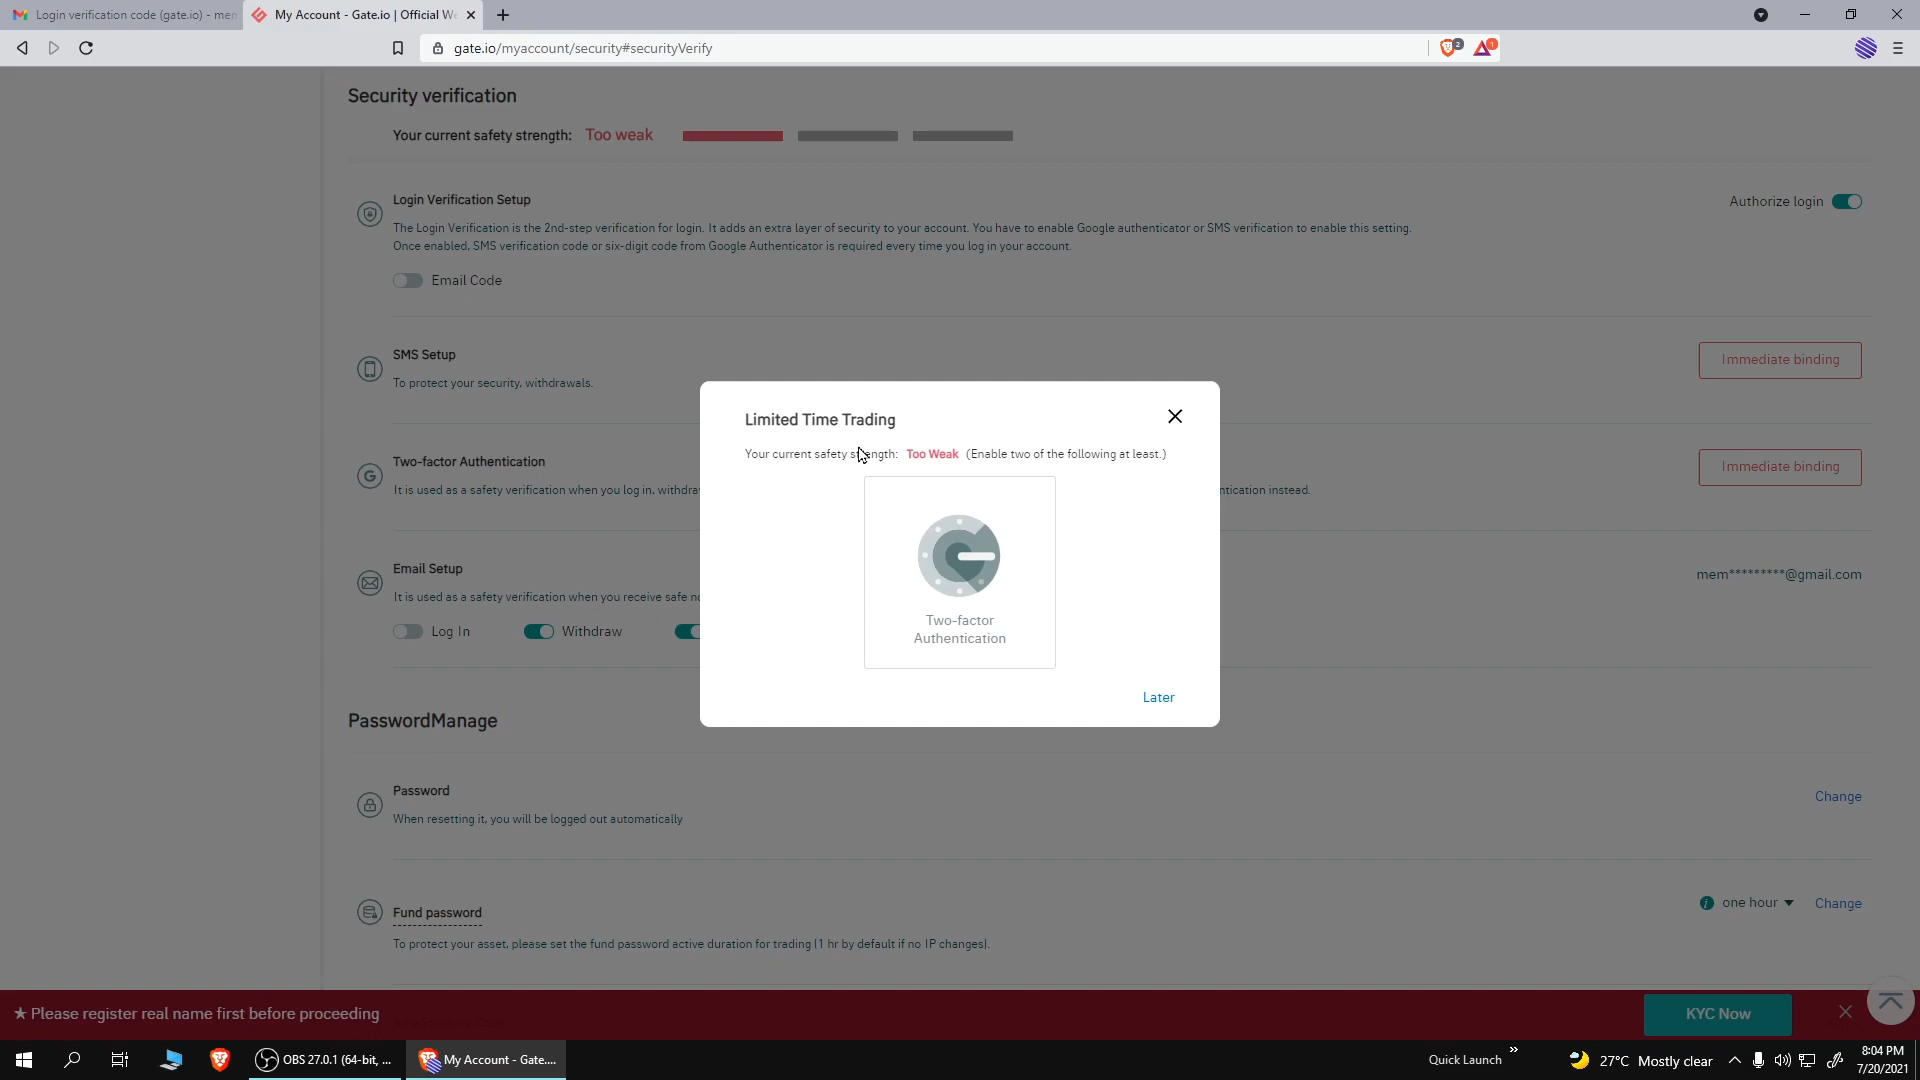 Login verification code (gate.io) - mem
My Account - Gate.io | Official We
gate.io/myaccount/security#securityVerify
2
1
Security verification
Your current safety strength: Too weak
Login Verification Setup
Authorize login
The Login Verification is the 2nd-step verification for login. It adds an extra layer of security to your account. You have to enable Google authenticator or SMS verification to enable this setting.
Once enabled, SMS verification code or six-digit code from Google Authenticator is required every time you log in your account.
Email Code
SMS Setup
To protect your security, withdrawals.
Immediate binding
Limited Time Trading
Your current safety strength: Too Weak (Enable two of the following at least.)
Two-factor
Authentication
Later
Two-factor Authentication
It is used as a safety verification when you log in, withdra
ntication instead.
Immediate binding
Email Setup
mem*********@gmail.com
It is used as a safety verification when you receive safe no
Log In
Withdraw
PasswordManage
Password
When resetting it, you will be logged out automatically
Change
Fund password
one hour
Change
To protect your asset, please set the fund password active duration for trading (1 hr by default if no IP changes).
★ Please register real name first before proceeding
KYC Now
OBS 27.0.1 (64-bit, ...
My Account - Gate....
Quick Launch
27°C Mostly clear
8:04 PM
7/20/2021